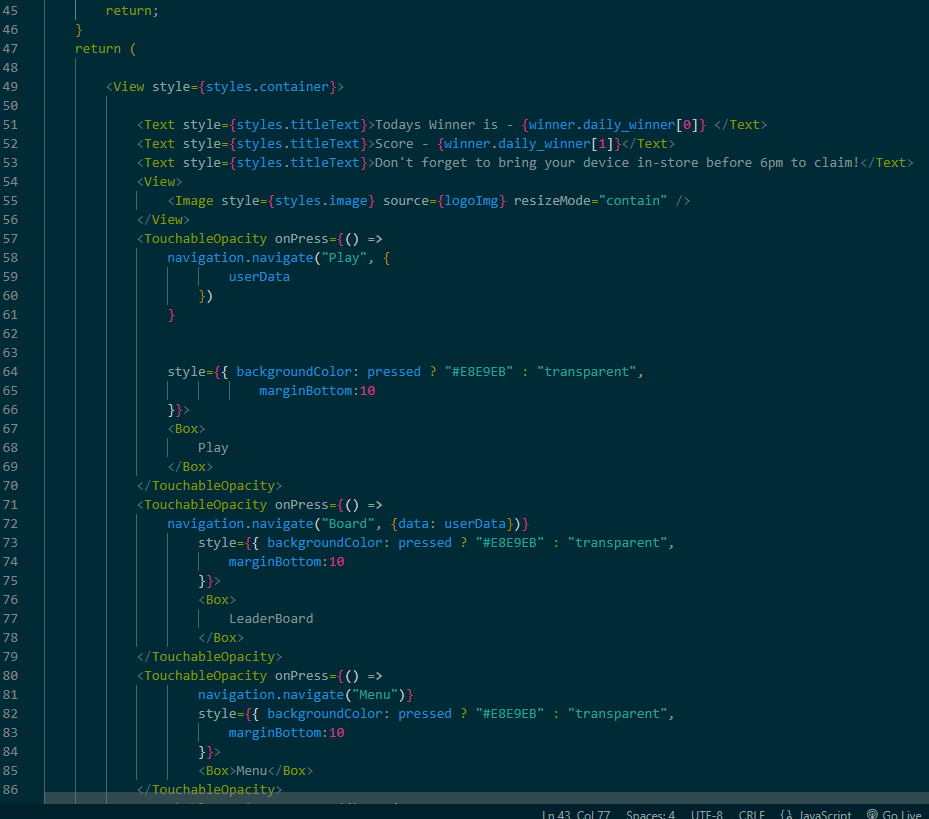 45 return;
46 }
47 return (
48
49 <View style={styles.container}>
50
51 <Text style={styles.titleText}>Todays Winner is - {winner.daily_winner[0]} </Text>
52 <Text style={styles.titleText}>Score - {winner.daily_winner[1]}</Text>
53 <Text style={styles.titleText}>Don't forget to bring your device in-store before 6pm to claim!</Text>
54 <View>
55 <Image style={styles.image} source={logoImg} resizeMode="contain" />
56 </View>
57 <TouchableOpacity onPress={() =>
58 navigation.navigate("Play", {
59 userData
60 })
61 }
62
63
64 style={{ backgroundColor: pressed ? "#E8E9EB" : "transparent",
65 marginBottom:10
66 }}>
67 <Box>
68 Play
69 </Box>
70 </TouchableOpacity>
71 <TouchableOpacity onPress={() =>
72 navigation.navigate("Board", {data: userData})}
73 style={{ backgroundColor: pressed ? "#E8E9EB" : "transparent",
74 marginBottom:10
75 }}>
76 <Box>
77 LeaderBoard
78 </Box>
79 </TouchableOpacity>
80 <TouchableOpacity onPress={() =>
81 navigation.navigate("Menu")}
82 style={{ backgroundColor: pressed ? "#E8E9EB" : "transparent",
83 marginBottom:10
84 }}>
85 <Box>Menu</Box>
86 </TouchableOpacity>
Ln 43, Col 77 Spaces: 4 UTF-8 CRLF JavaScript Go Live